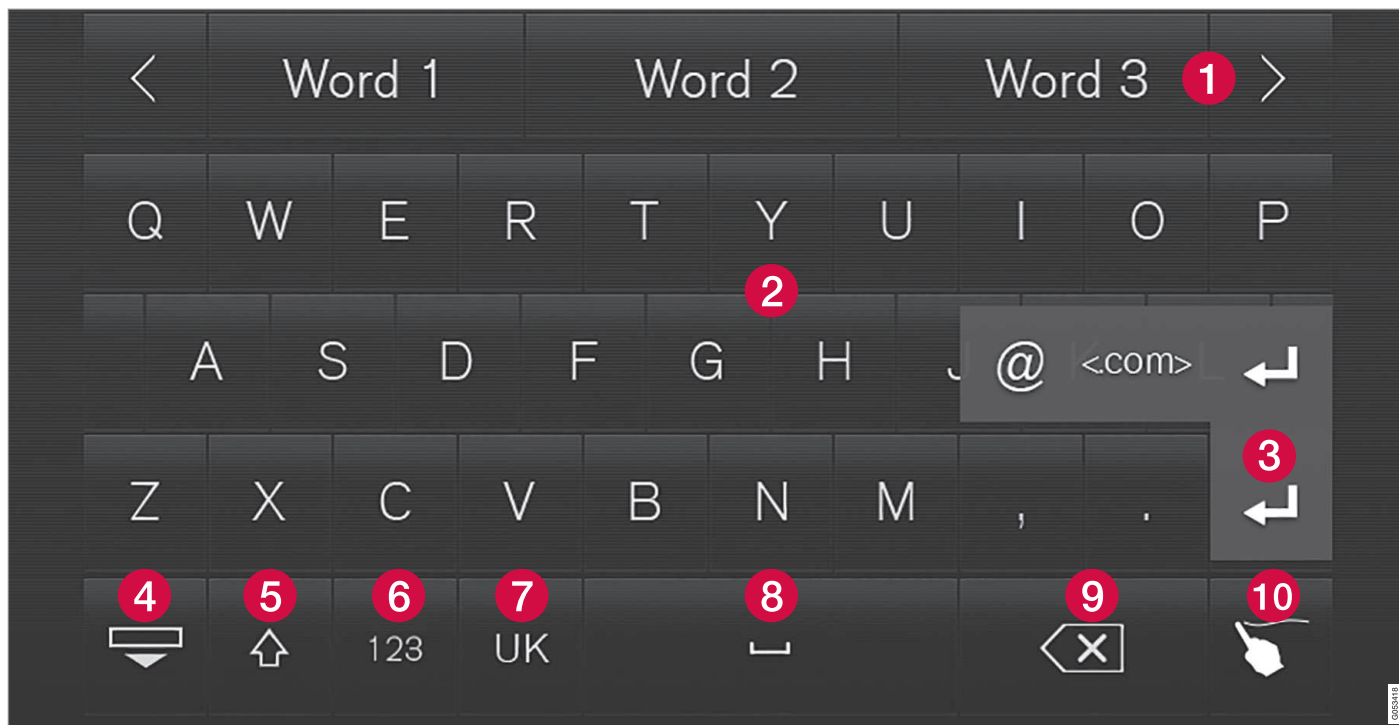 Word 1 Word 2 Word 3 1
Q W E R T Y U I O P
2
A S D F G H J K L
@ <.com>
3
Z X C V B N M , .
4 5 6 7 8 9 10
123 UK
G050418